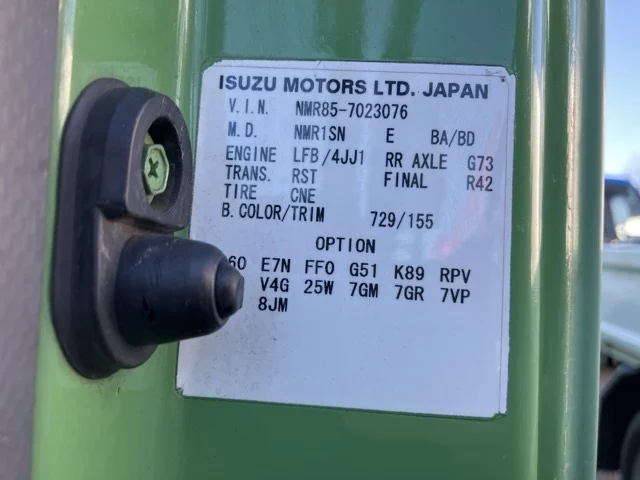 ISUZU MOTORS LTD. JAPAN
V.I.N. NMR85-7023076
M.D. NMR1SN E BA/BD
ENGINE LFB/4JJ1 RR AXLE G73
TRANS. RST FINAL R42
TIRE CNE
B.COLOR/TRIM 729/155
OPTION
60 E7N FF0 G51 K89 RPV
V4G 25W 7GM 7GR 7VP
8JM